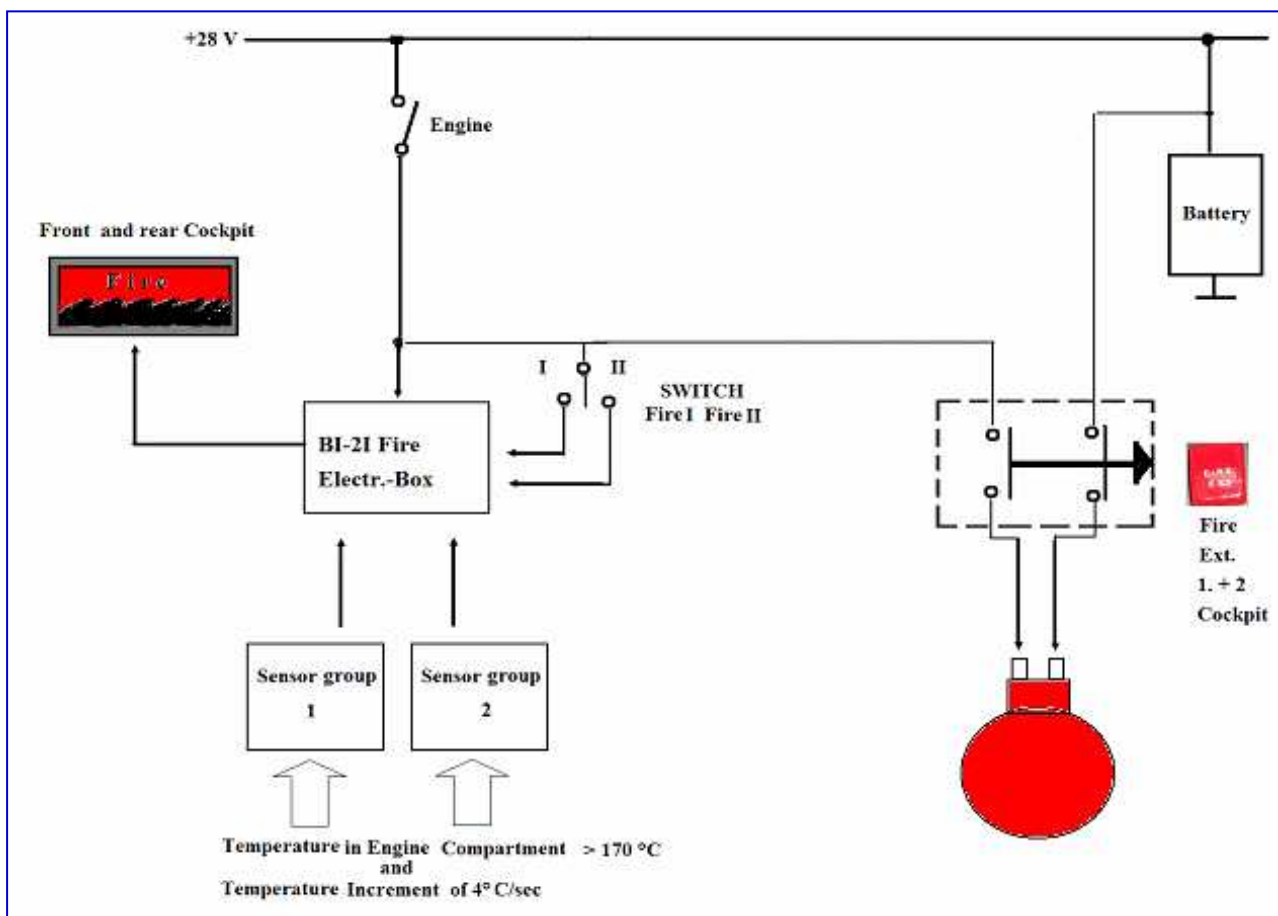 +28 V
Engine
Battery
Front and rear Cockpit
Fire
I
II
SWITCH
Fire I Fire II
BI-2I Fire
Electr.-Box
Fire
Ext.
1. + 2
Cockpit
Sensor group
1
Sensor group
2
Temperature in Engine Compartment > 170 °C
and
Temperature Increment of 4° C/sec